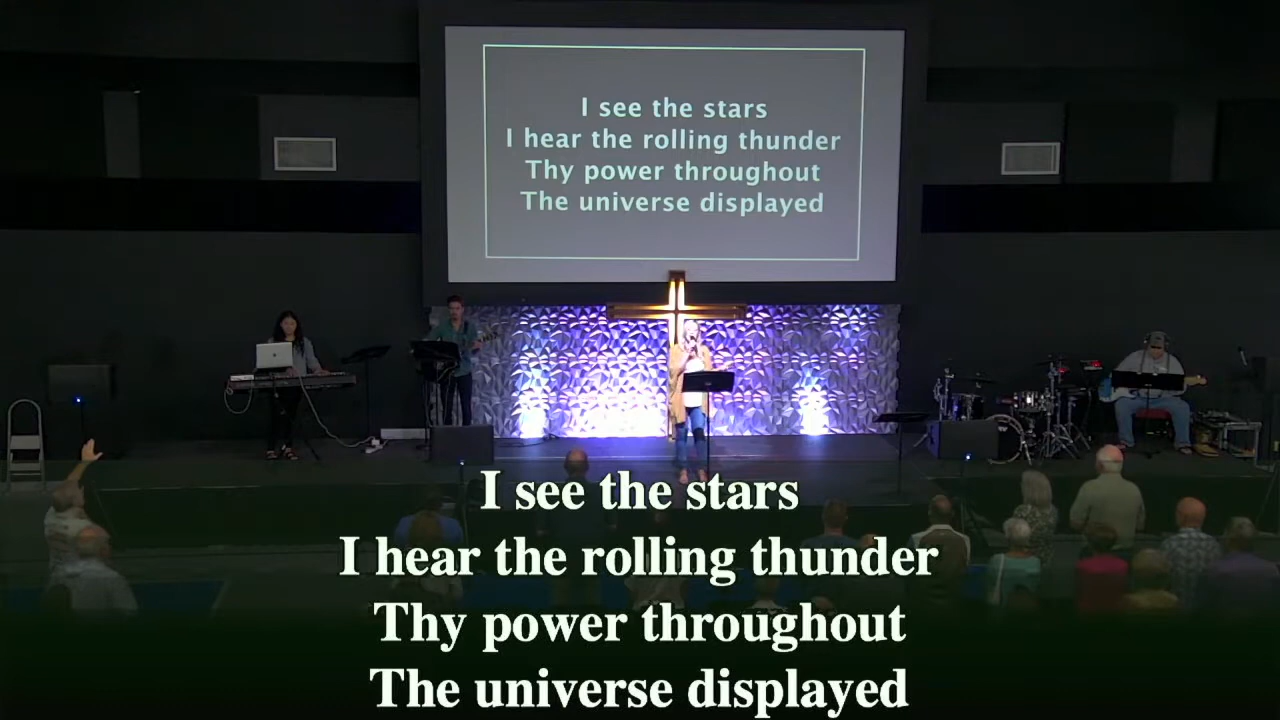 I see the stars
I hear the rolling thunder
Thy power throughout
The universe displayed
I see the stars
I hear the rolling thunder
Thy power throughout
The universe displayed